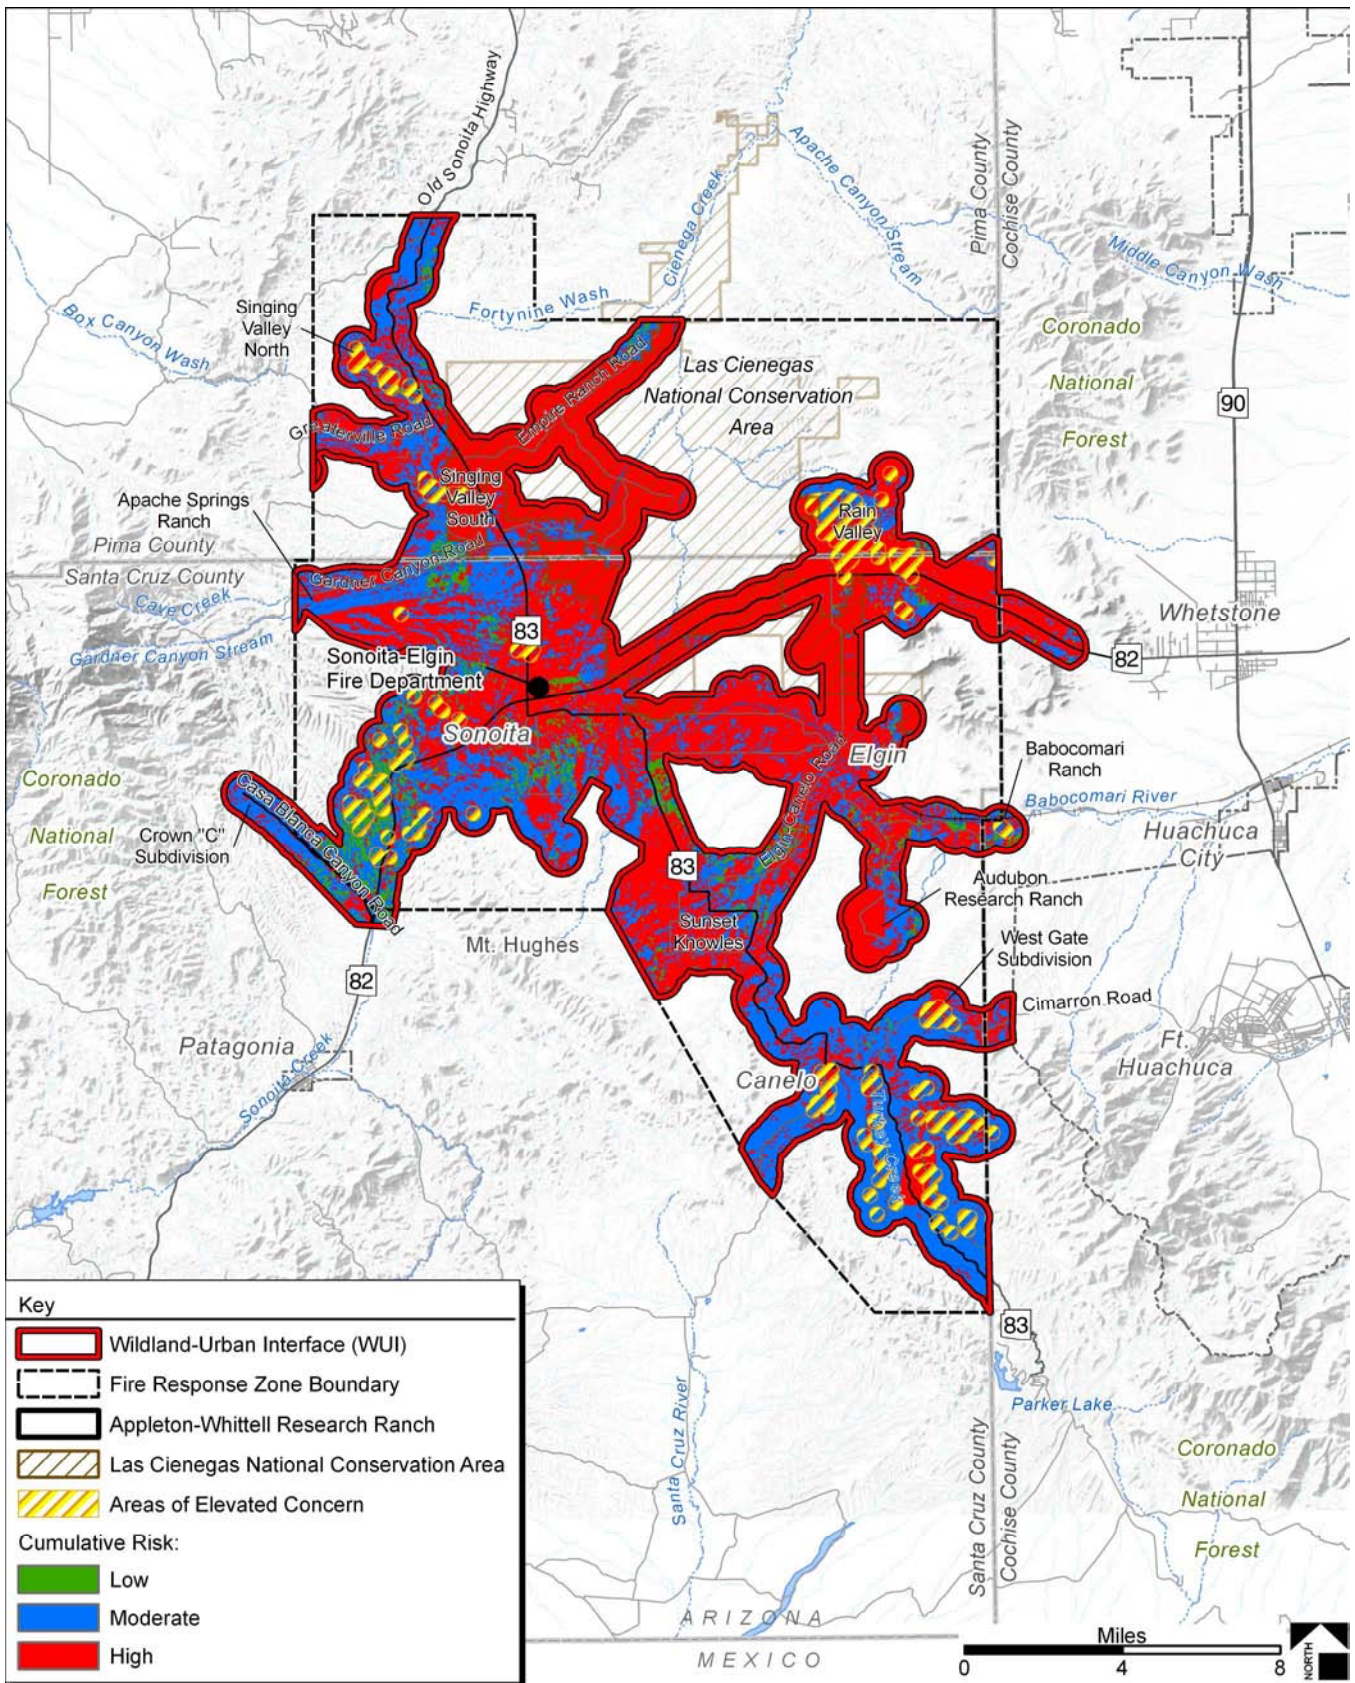 Old Sonoita Highway
Apache Canyon Stream
Cienega Creek
Pima County
Cochise County
Middle Canyon Wash
Box Canyon Wash
Singing
Valley
North
Fortynine Wash
Coronado
National
Forest
Las Cienegas
National Conservation
Area
Empire Ranch Road
90
Greaterville Road
Singing
Valley
South
Apache Springs
Ranch
Rain
Valley
Pima County
Santa Cruz County
Gardner Canyon Road
Cave Creek
Gardner Canyon Stream
Whetstone
83
82
Sonoita-Elgin
Fire Department
Sonoita
Elgin
Babocomari
Ranch
Babocomari River
Elgin-Canelo Road
Coronado
National
Forest
Casa Blanca Canyon Road
Crown "C"
Subdivision
Huachuca
City
83
Audubon
Research Ranch
Sunset
Knowles
Mt. Hughes
West Gate
Subdivision
82
Cimarron Road
Patagonia
Sonoita Creek
Ft.
Huachuca
Canelo
Turkey Creek
83
Parker Lake
Santa Cruz River
Santa Cruz County
Cochise County
Coronado
National
Forest
ARIZONA
MEXICO
Key
Wildland-Urban Interface (WUI)
Fire Response Zone Boundary
Appleton-Whittell Research Ranch
Las Cienegas National Conservation Area
Areas of Elevated Concern
Cumulative Risk:
Low
Moderate
High
Miles
0 4 8
NORTH